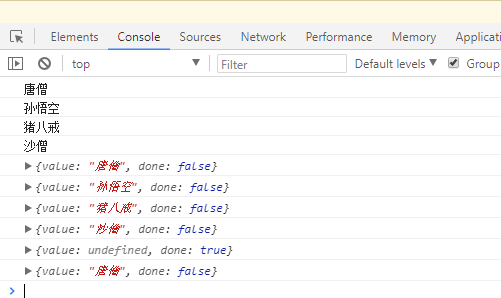 Elements Console Sources Network Performance Memory
top Filter Default levels Group
唐僧
孙悟空
猪八戒
沙僧
{value: "唐僧", done: false}
{value: "孙悟空", done: false}
{value: "猪八戒", done: false}
{value: "沙僧", done: false}
{value: undefined, done: true}
{value: "唐僧", done: false}